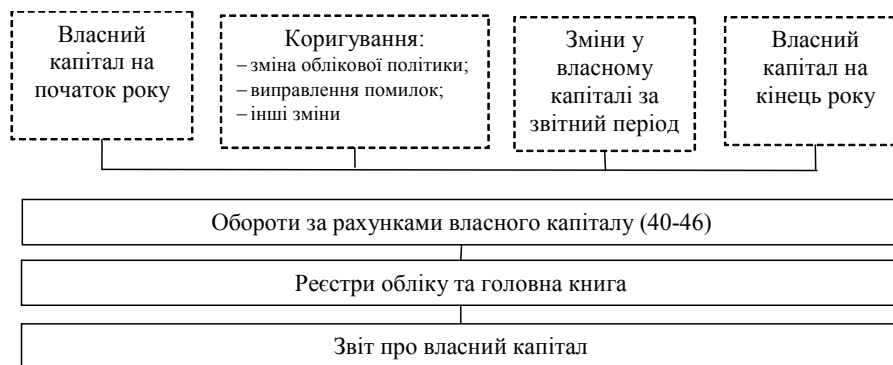 Власний
капітал на
початок року
Коригування:
– зміна облікової політики;
– виправлення помилок;
– інші зміни
Зміни у
власному
капіталі за
звітний період
Власний
капітал на
кінець року
Обороти за рахунками власного капіталу (40-46)
Реєстри обліку та головна книга
Звіт про власний капітал